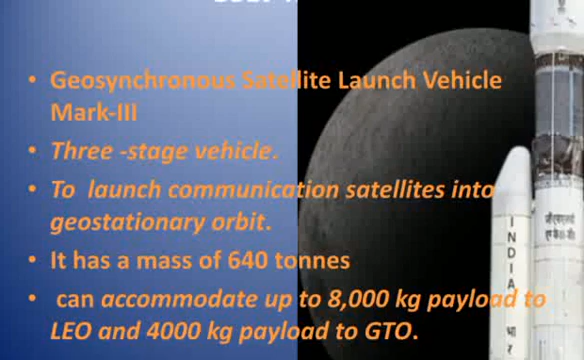 • Geosynchronous Satellite Launch Vehicle
Mark-III
• Three -stage vehicle.
• To launch communication satellites into
geostationary orbit.
• It has a mass of 640 tonnes
• can accommodate up to 8,000 kg payload to
LEO and 4000 kg payload to GTO.
INDIA
भा